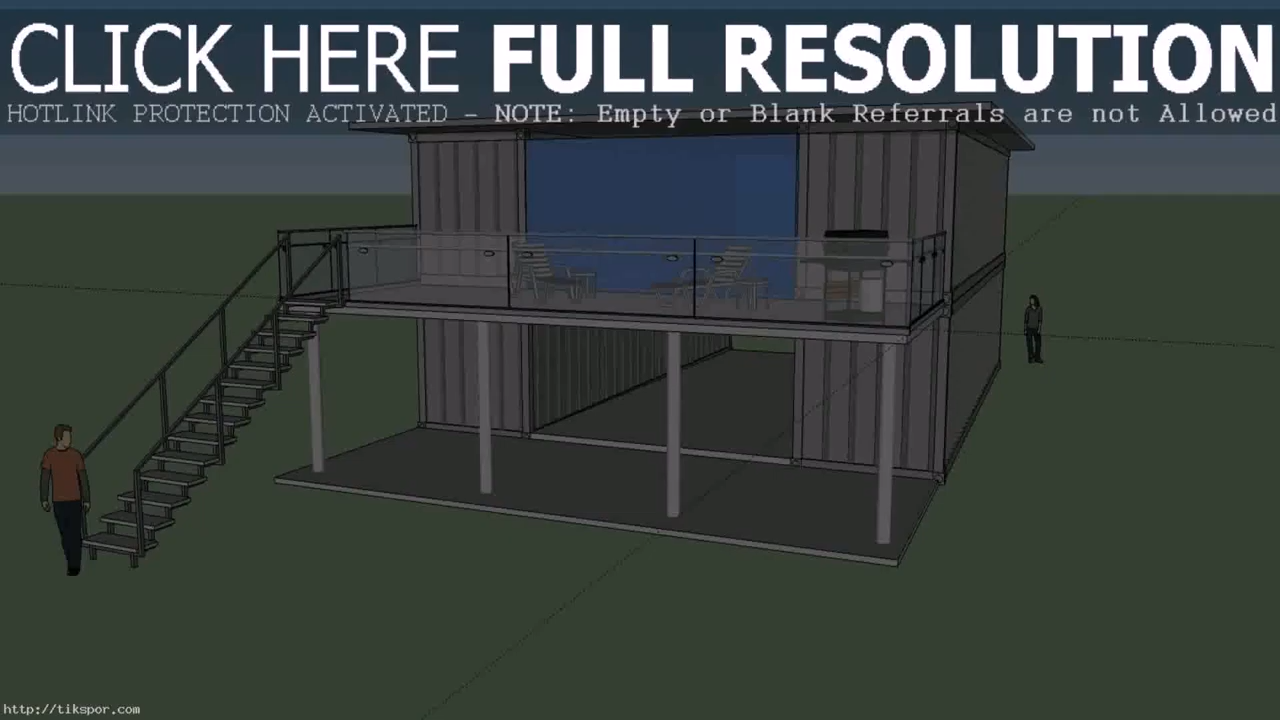 CLICK HERE FULL RESOLUTION
HOTLINK PROTECTION ACTIVATED – NOTE: Empty or Blank Referrals are not Allowed
http://tikspor.com